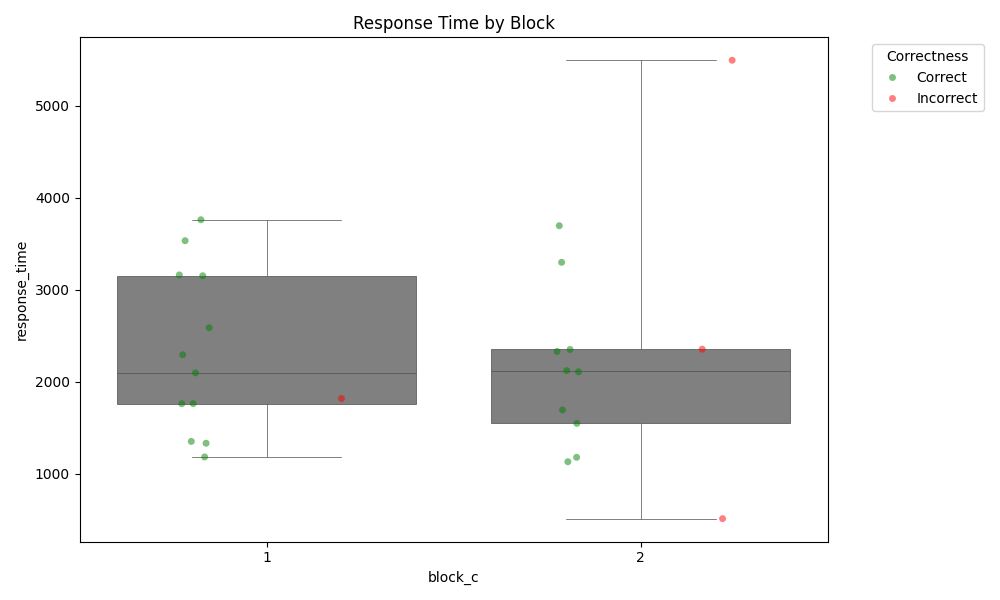 Response Time by Block
Correctness
Correct
Incorrect
response_time
5000
4000
3000
2000
1000
1
2
block_c